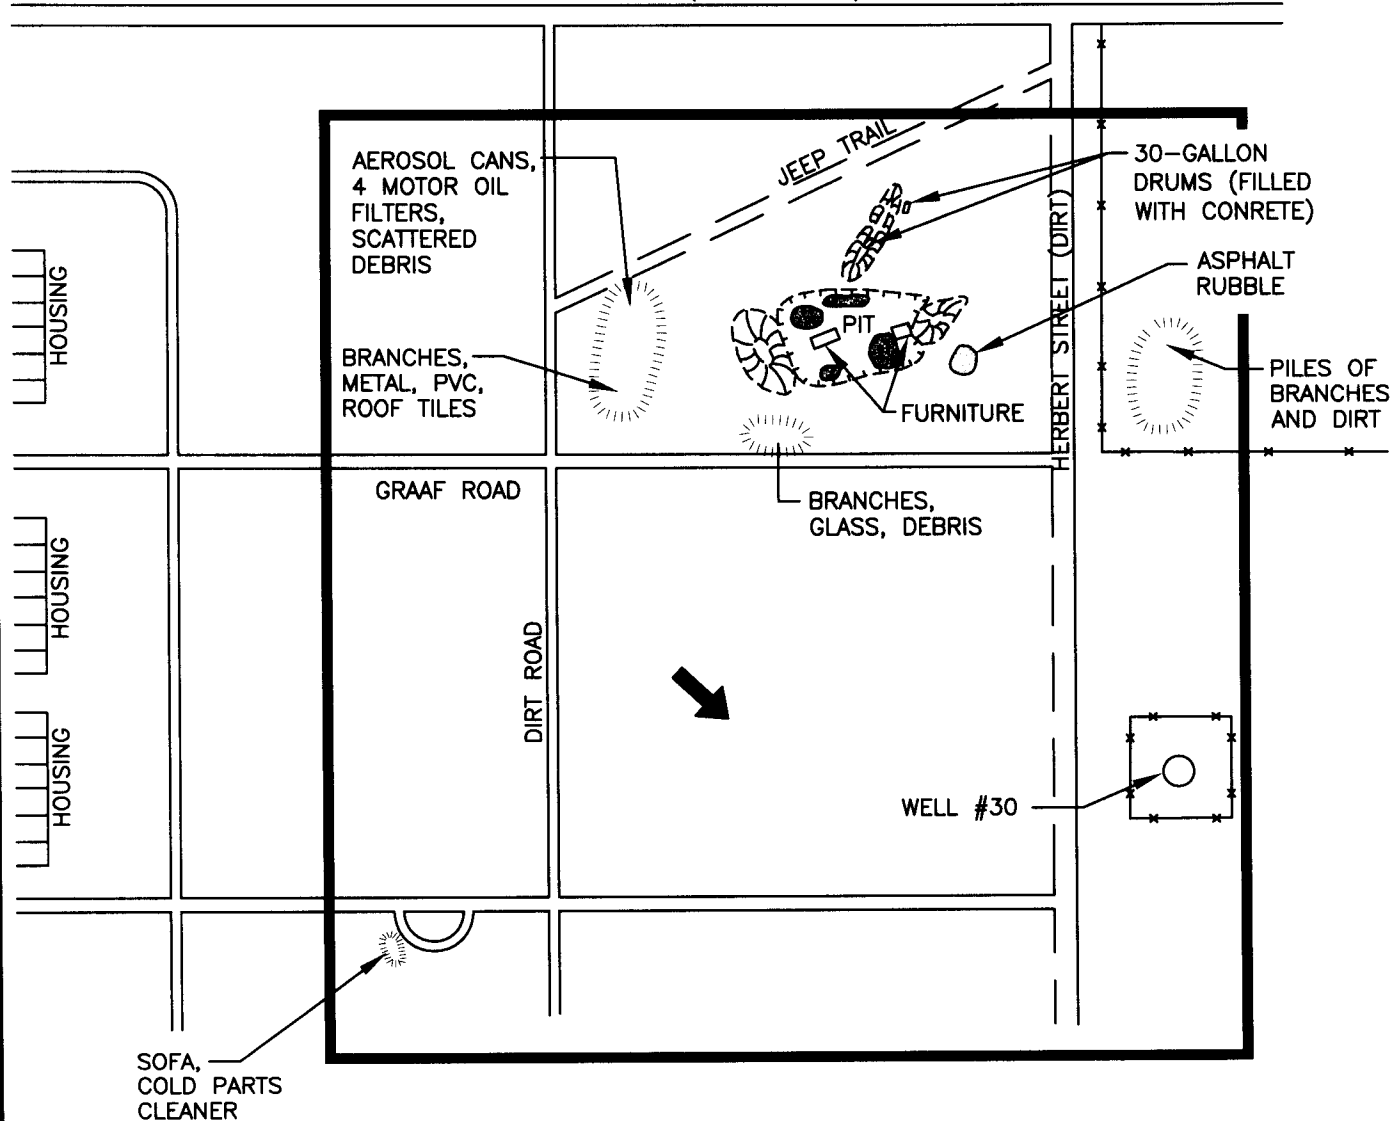 JEEP TRAIL
AEROSOL CANS,
4 MOTOR OIL
FILTERS,
SCATTERED
DEBRIS
30-GALLON
DRUMS (FILLED
WITH CONRETE)
HERBERT STREET (DIRT)
ASPHALT
RUBBLE
HOUSING
PIT
BRANCHES,
METAL, PVC,
ROOF TILES
FURNITURE
PILES OF
BRANCHES
AND DIRT
GRAAF ROAD
BRANCHES,
GLASS, DEBRIS
HOUSING
DIRT ROAD
HOUSING
WELL #30
SOFA,
COLD PARTS
CLEANER